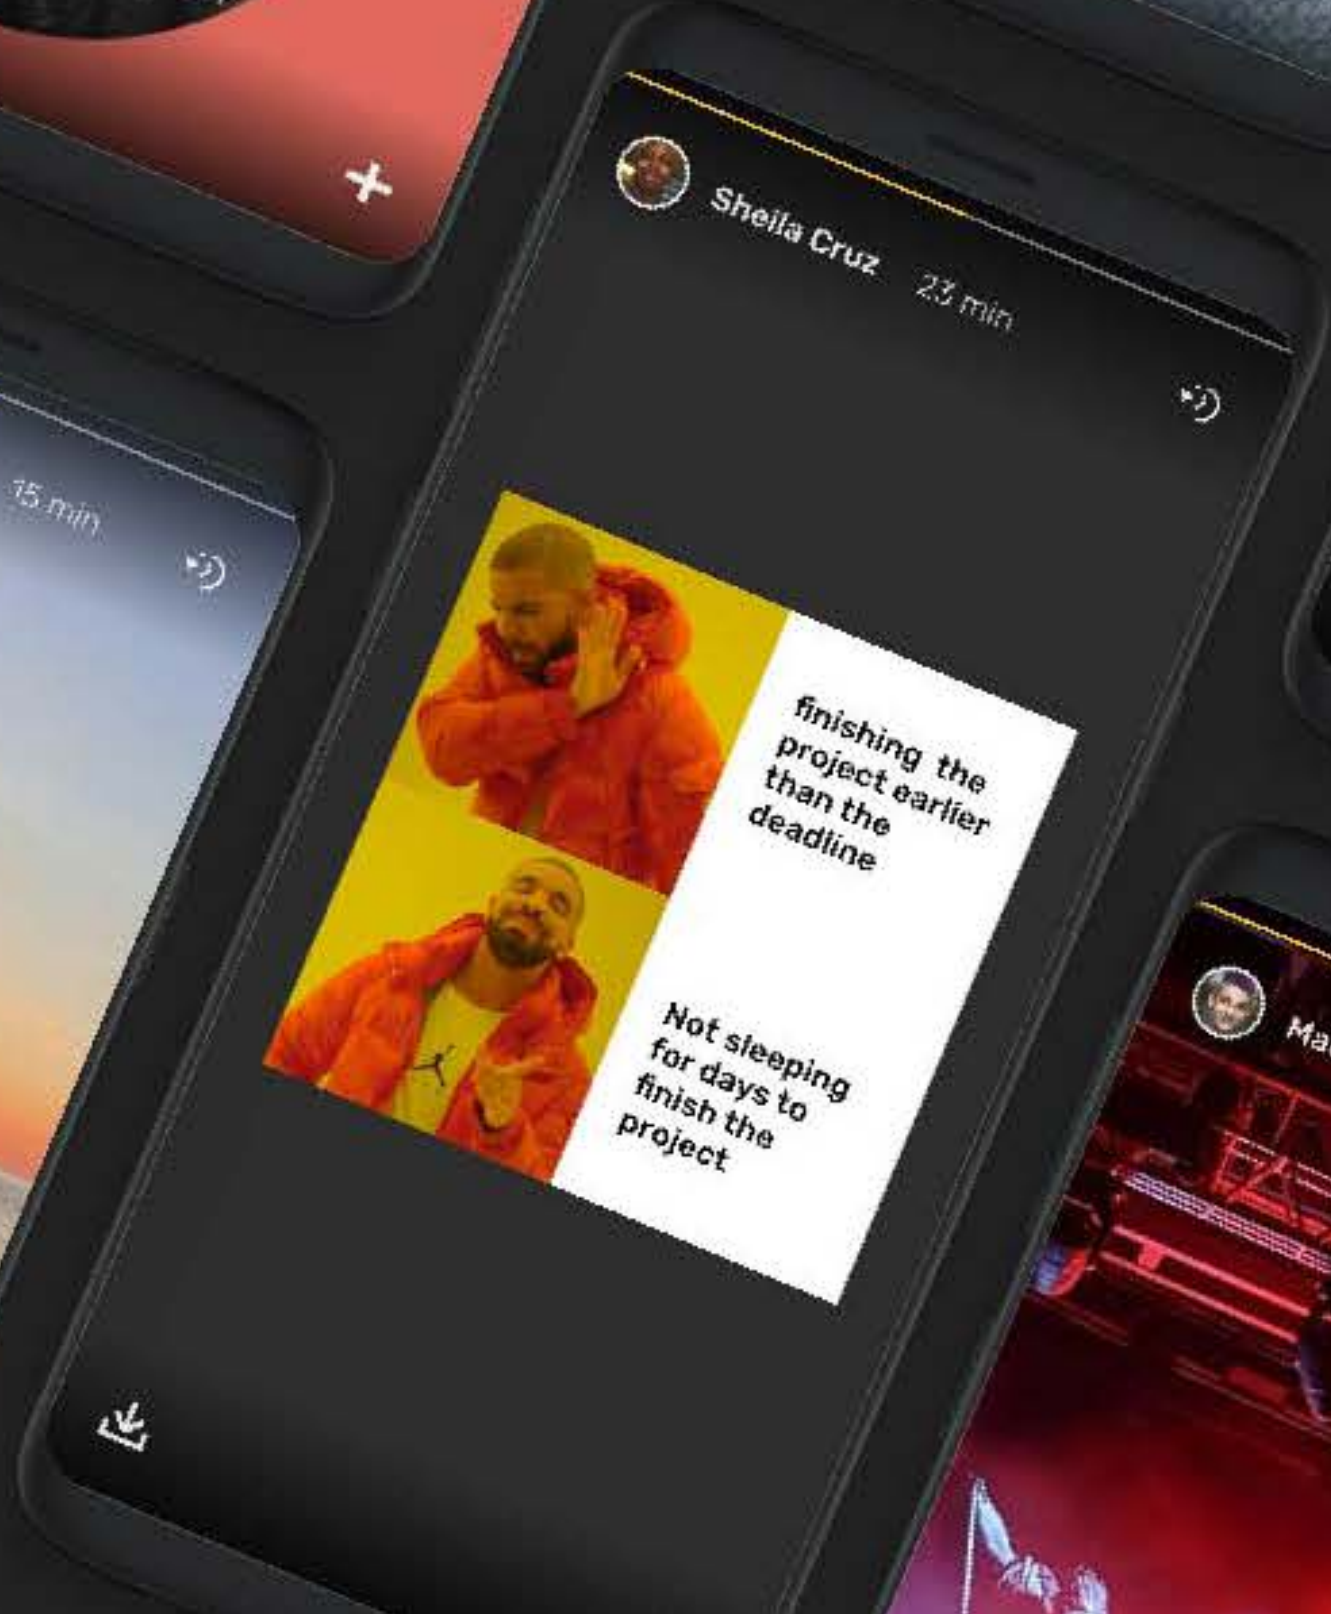 Sheila Cruz 23 min
finishing the
project earlier
than the
deadline
Not sleeping
for days to
finish the
project
15 min